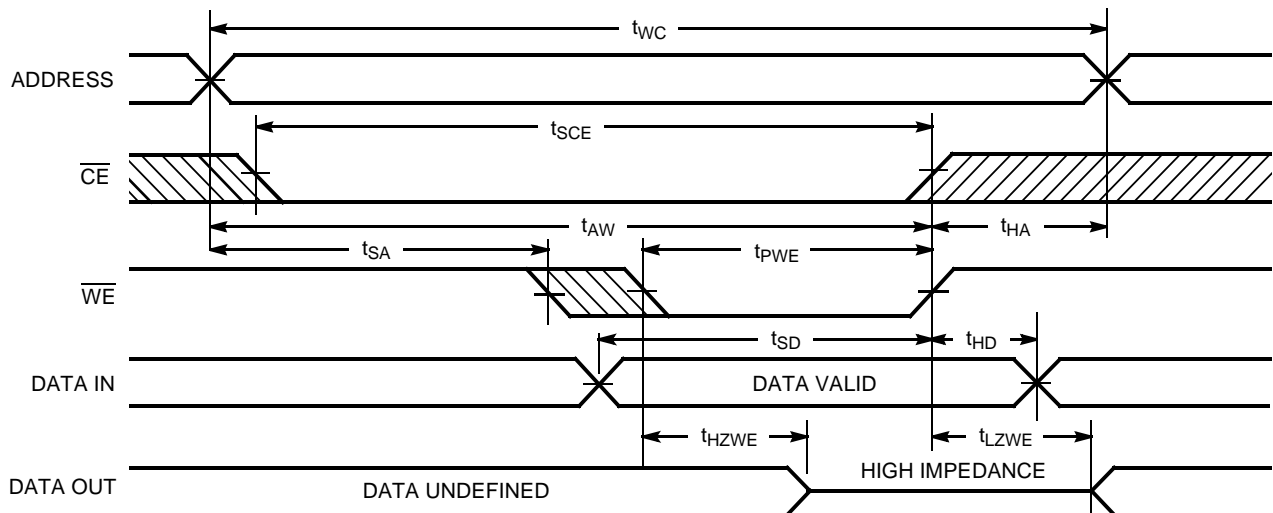 tWC
ADDRESS
tSCE
CE
tAW
tHA
tSA
tPWE
WE
tSD
tHD
DATA IN
DATA VALID
tHZWE
tLZWE
HIGH IMPEDANCE
DATA OUT
DATA UNDEFINED